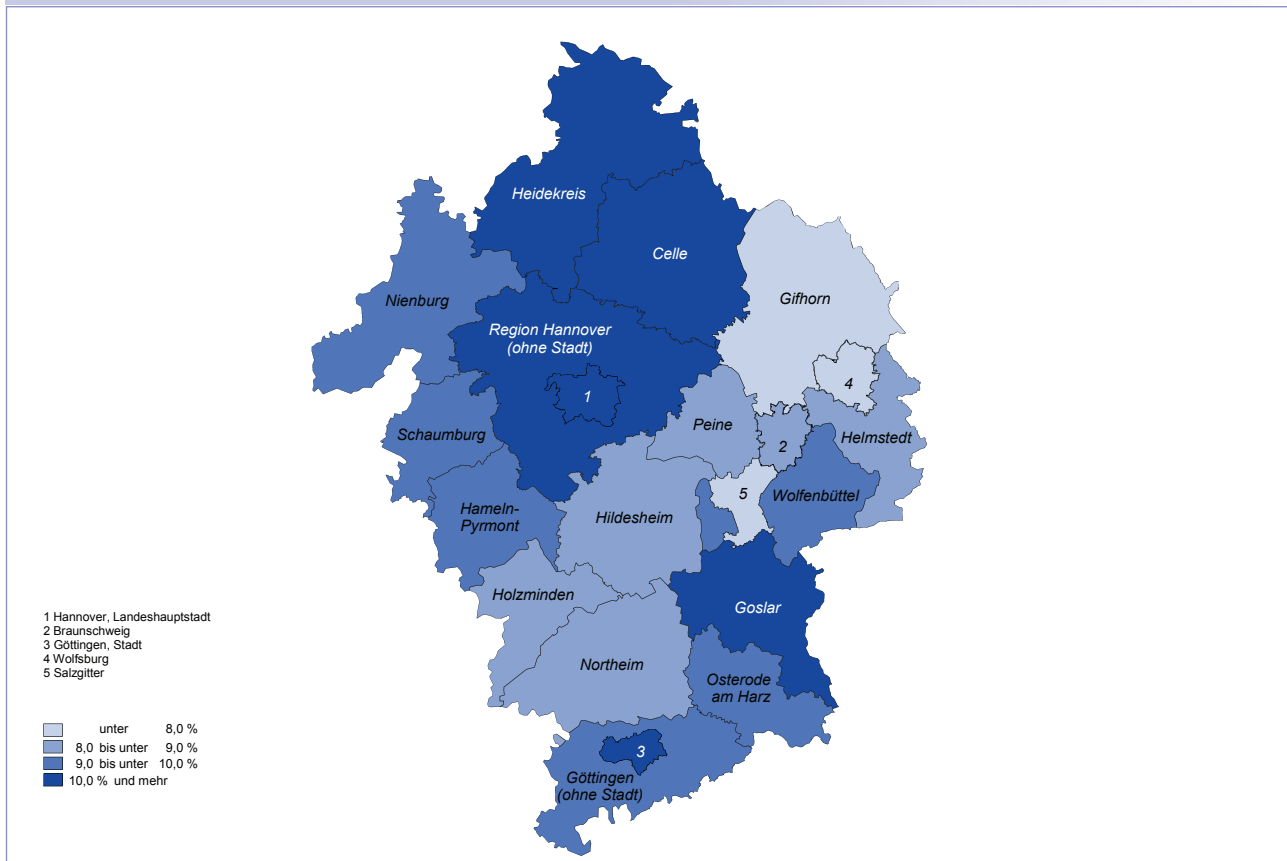 Heidekreis
Celle
Nienburg
Gifhorn
Region Hannover
(ohne Stadt)
4
1
Peine
Schaumburg
2
Helmstedt
5
Wolfenbüttel
Hameln-
Pyrmont
Hildesheim
Holzminden
Goslar
Northeim
Osterode
am Harz
3
Göttingen
(ohne Stadt)
1 Hannover, Landeshauptstadt
2 Braunschweig
3 Göttingen, Stadt
4 Wolfsburg
5 Salzgitter
unter 8,0 %
8,0 bis unter 9,0 %
9,0 bis unter 10,0 %
10,0 % und mehr